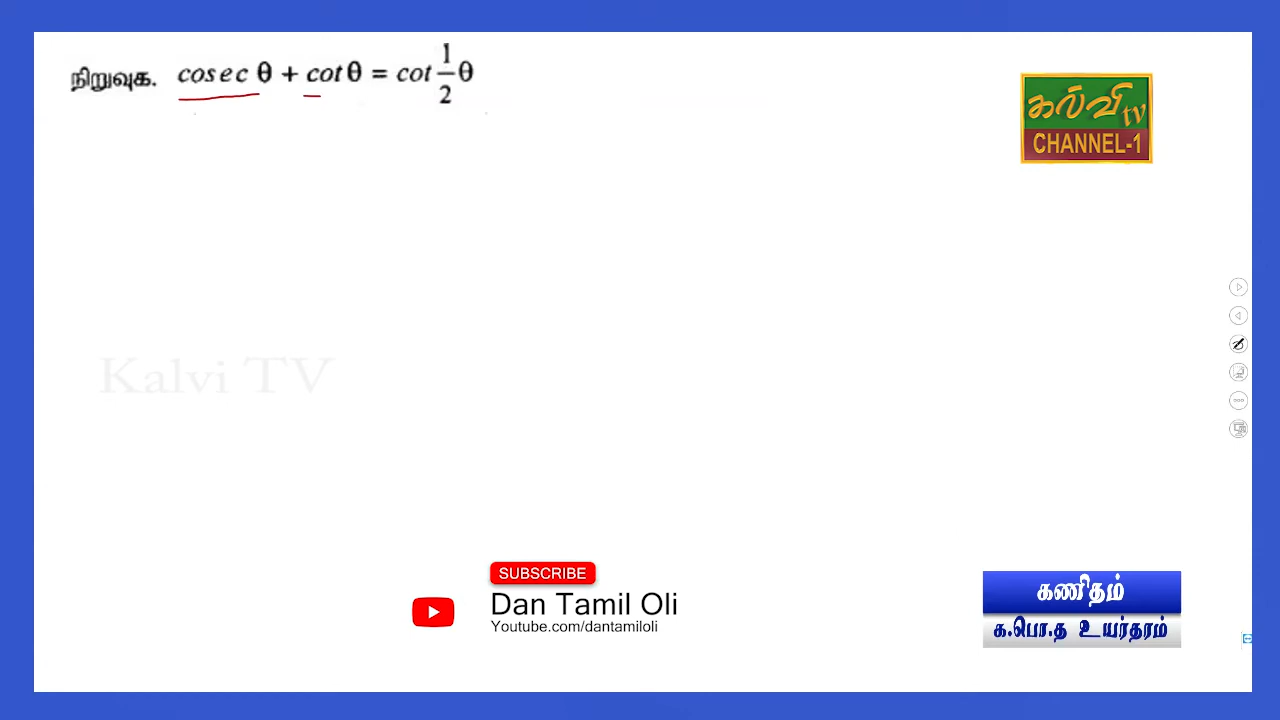 நிறுவுக. cosec θ + cot θ = cot 1/2 θ
கல்வி tv
CHANNEL-1
Kalvi TV
SUBSCRIBE
Dan Tamil Oli
Youtube.com/dantamiloli
கணிதம்
க.பொ.த உயர்தரம்